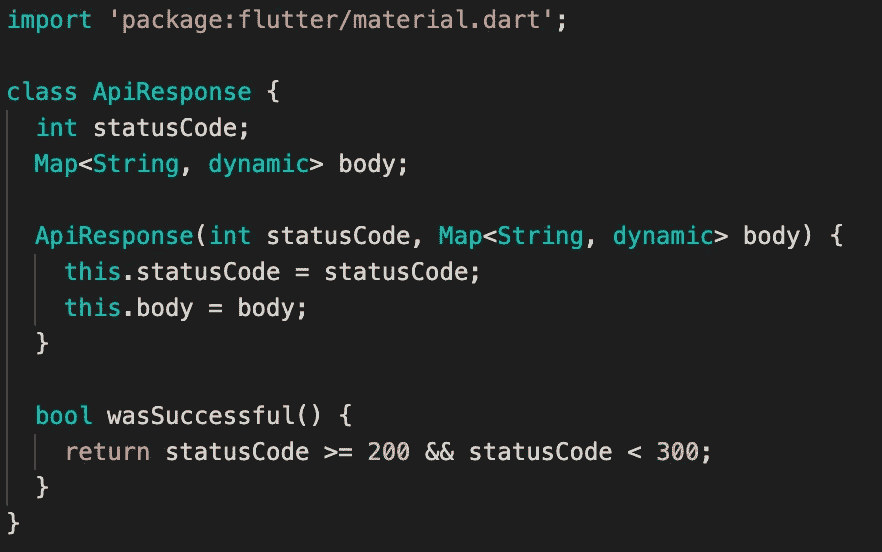 import 'package:flutter/material.dart';
class ApiResponse {
int statusCode;
Map<String, dynamic> body;
ApiResponse(int statusCode, Map<String, dynamic> body) {
this.statusCode = statusCode;
this.body = body;
}
bool wasSuccessful() {
return statusCode >= 200 && statusCode < 300;
}
}